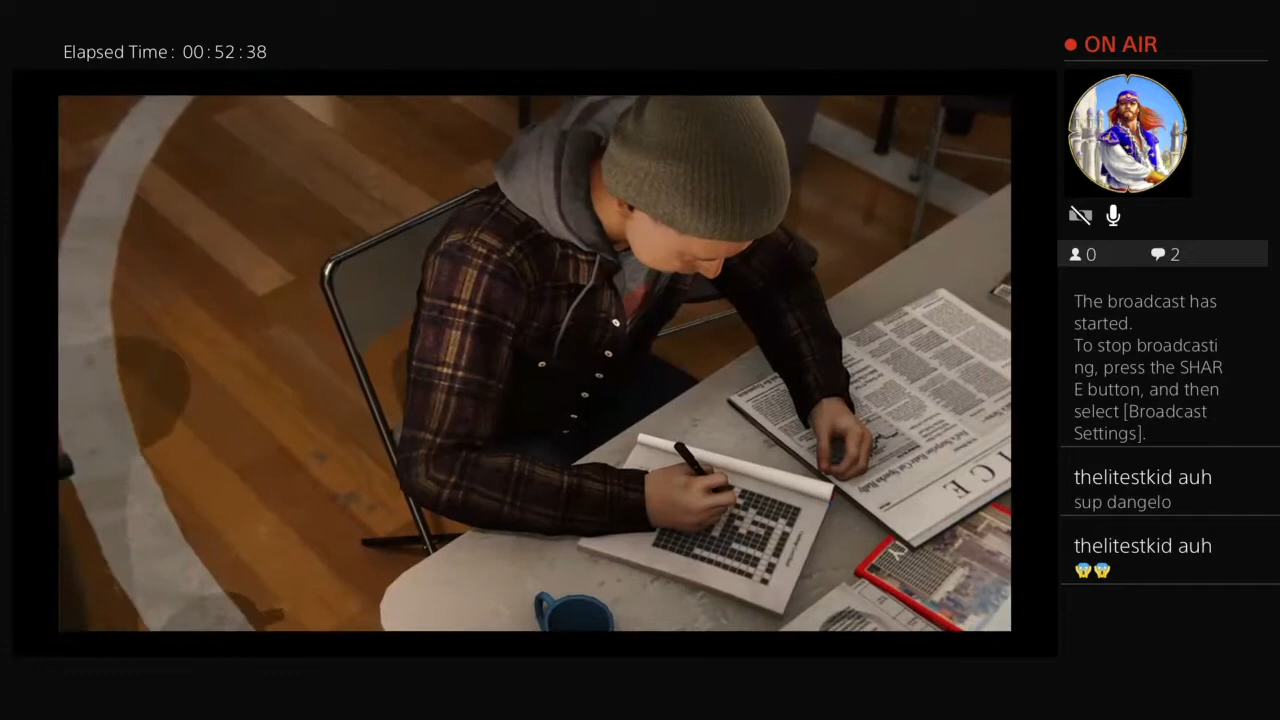 Elapsed Time: 00:52:38
ON AIR
0
2
The broadcast has
started.
To stop broadcasti
ng, press the SHAR
E button, and then
select [Broadcast
Settings].
thelitestkid auh
sup dangelo
thelitestkid auh
😱😱
ICE